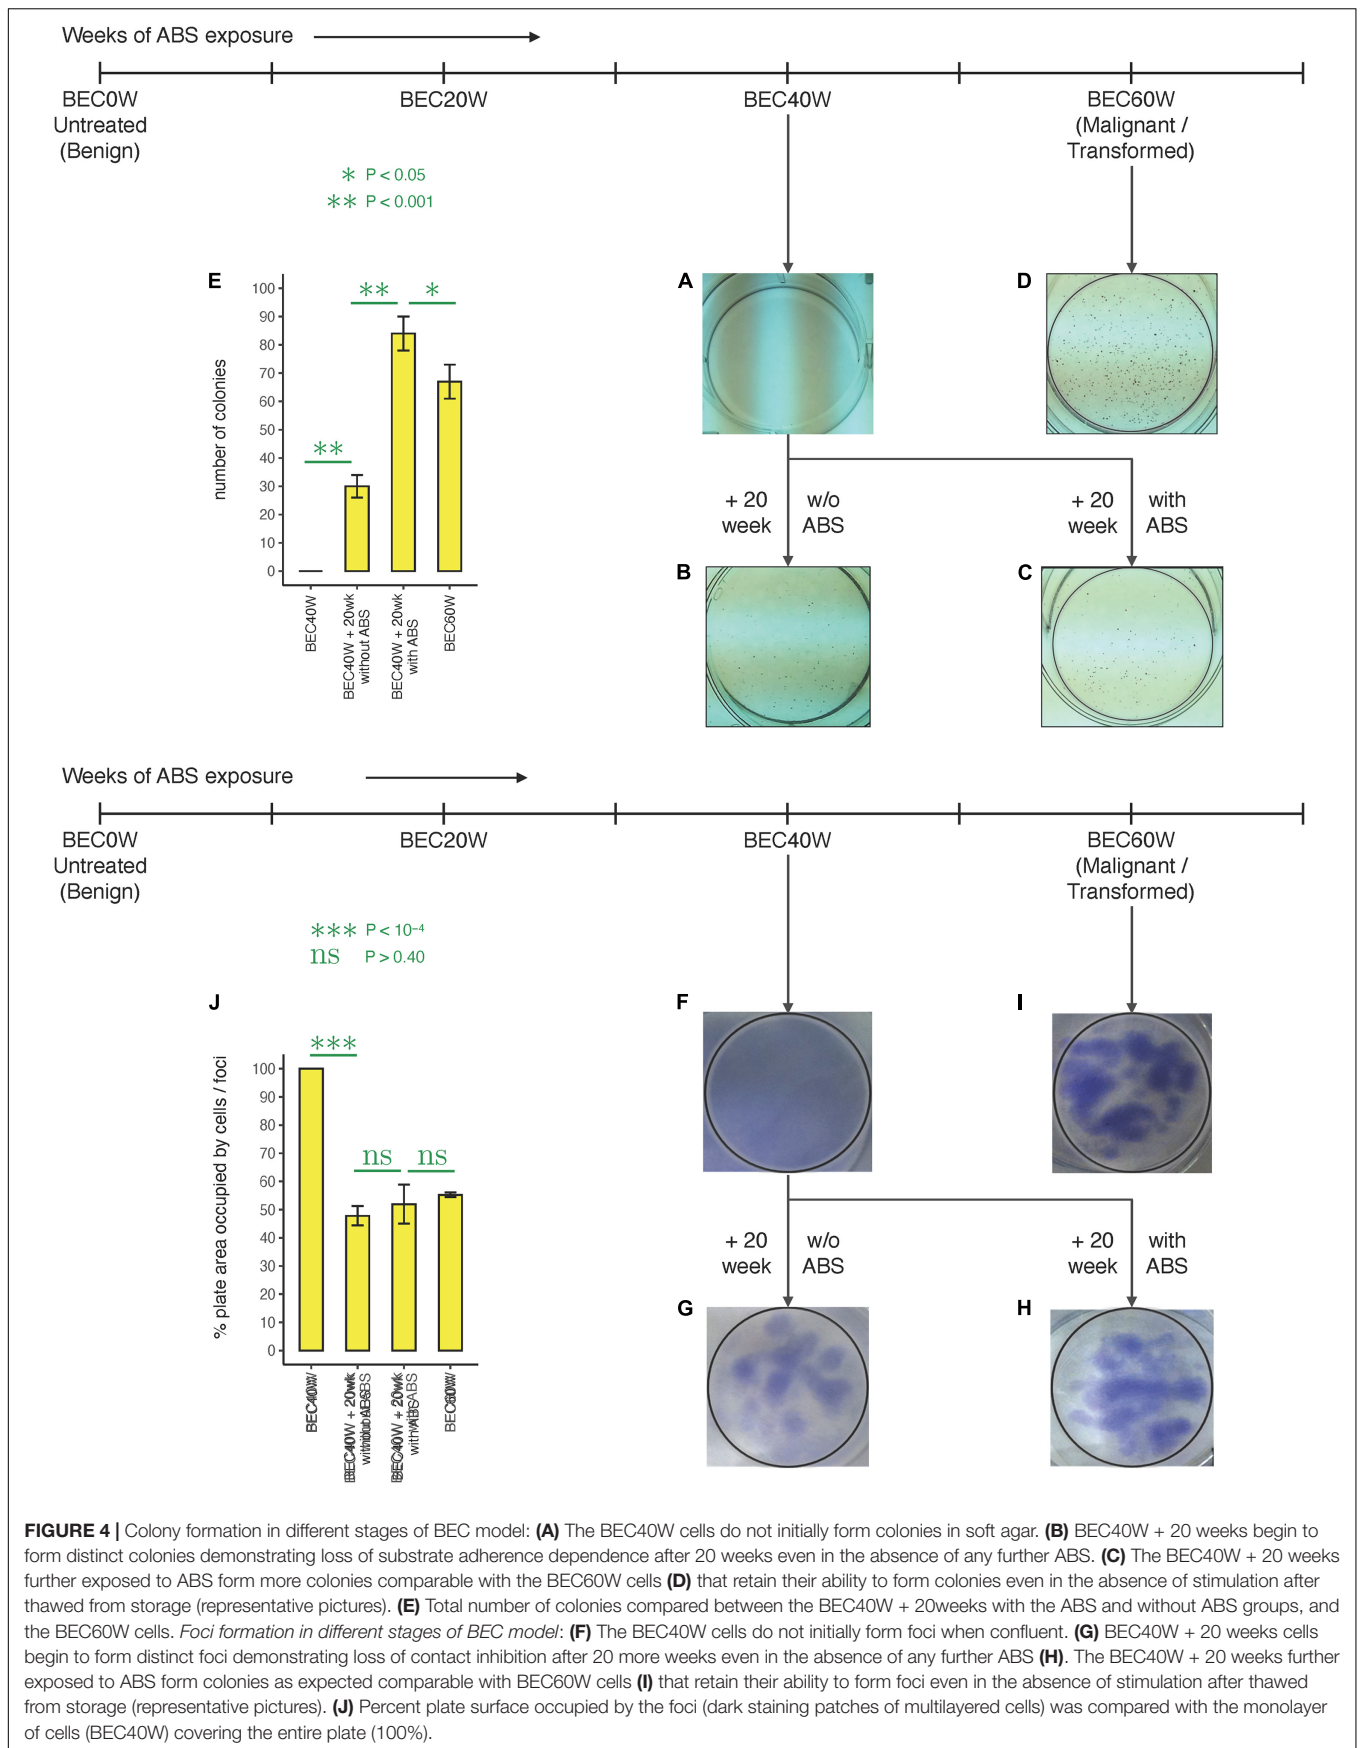 Weeks of ABS exposure
BEC0W
Untreated
(Benign)
BEC20W
BEC40W
BEC60W
(Malignant /
Transformed)
* P < 0.05
** P < 0.001
E
number of colonies
100
90
80
70
60
50
40
30
20
10
0
**
**
*
BEC40W
BEC40W + 20wk
without ABS
BEC40W + 20wk
with ABS
BEC60W
A
D
+ 20
week
w/o
ABS
+ 20
week
with
ABS
B
C
Weeks of ABS exposure
BEC0W
Untreated
(Benign)
BEC20W
BEC40W
BEC60W
(Malignant /
Transformed)
*** P < 10⁻⁴
ns P > 0.40
J
% plate area occupied by cells / foci
100
90
80
70
60
50
40
30
20
10
0
***
ns
ns
BEC40W
BEC40W + 20wk
without ABS
BEC40W + 20wk
with ABS
BEC60W
F
I
+ 20
week
w/o
ABS
+ 20
week
with
ABS
G
H
FIGURE 4 | Colony formation in different stages of BEC model: (A) The BEC40W cells do not initially form colonies in soft agar. (B) BEC40W + 20 weeks begin to
form distinct colonies demonstrating loss of substrate adherence dependence after 20 weeks even in the absence of any further ABS. (C) The BEC40W + 20 weeks
further exposed to ABS form more colonies comparable with the BEC60W cells (D) that retain their ability to form colonies even in the absence of stimulation after
thawed from storage (representative pictures). (E) Total number of colonies compared between the BEC40W + 20weeks with the ABS and without ABS groups, and
the BEC60W cells. Foci formation in different stages of BEC model: (F) The BEC40W cells do not initially form foci when confluent. (G) BEC40W + 20 weeks cells
begin to form distinct foci demonstrating loss of contact inhibition after 20 more weeks even in the absence of any further ABS (H). The BEC40W + 20 weeks further
exposed to ABS form colonies as expected comparable with BEC60W cells (I) that retain their ability to form foci even in the absence of stimulation after thawed
from storage (representative pictures). (J) Percent plate surface occupied by the foci (dark staining patches of multilayered cells) was compared with the monolayer
of cells (BEC40W) covering the entire plate (100%).